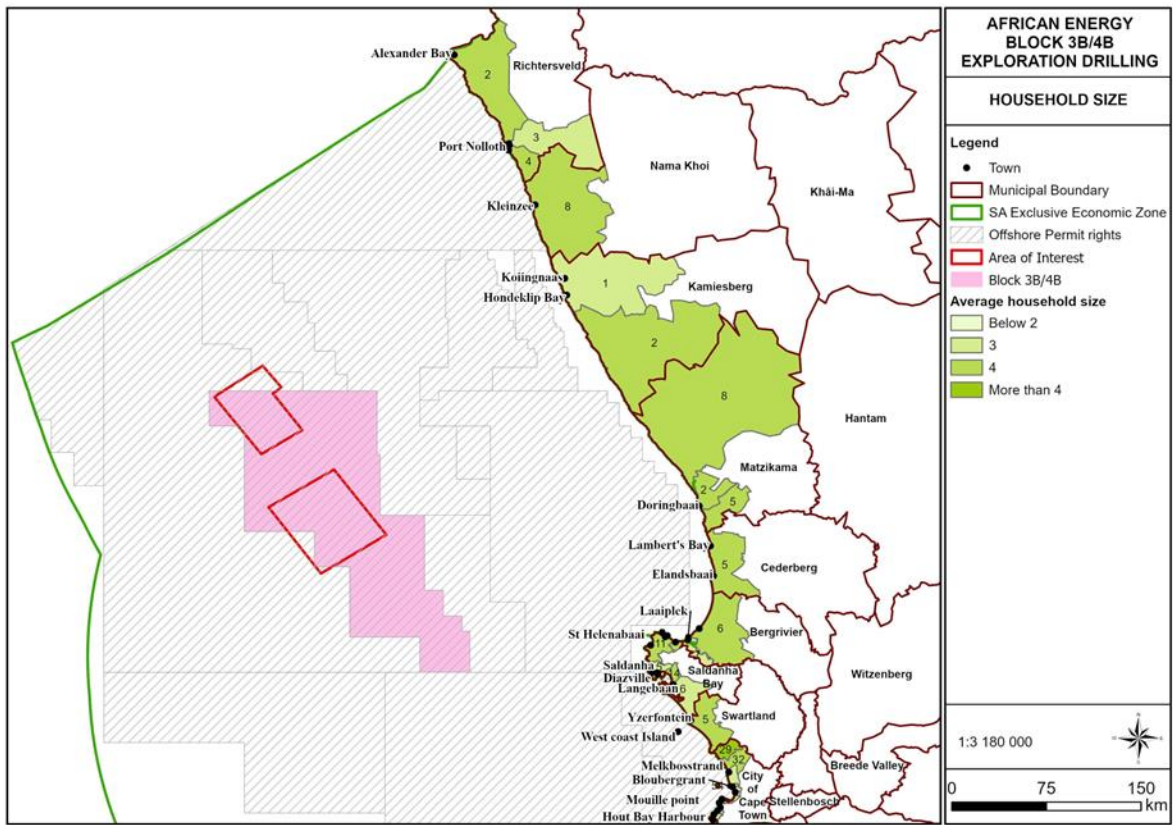 AFRICAN ENERGY
BLOCK 3B/4B
EXPLORATION DRILLING
HOUSEHOLD SIZE
Legend
Town
Municipal Boundary
SA Exclusive Economic Zone
Offshore Permit rights
Area of Interest
Block 3B/4B
Average household size
Below 2
3
4
More than 4
1:3 180 000
0 75 150
km
Alexander Bay
Richtersveld
2
3
Port Nolloth
4
Nama Khoi
Khâi-Ma
Kleinzee
8
Koiingnaas
1
Kamiesberg
Hondeklip Bay
2
8
Hantam
Matzikama
2
5
Doringbaai
Lambert's Bay
5
Cederberg
Elandsbaai
Laaiplek
6
Bergrivier
St Helenabaai
11
Saldanha
Bay
Witzenberg
Saldanha
Diazville
Langebaan
6
Yzerfontein
5
Swartland
West coast Island
29
32
Melkbosstrand
Breede Valley
Bloubergrant
City
of
Cape
Town
Stellenbosch
Mouille point
Hout Bay Harbour